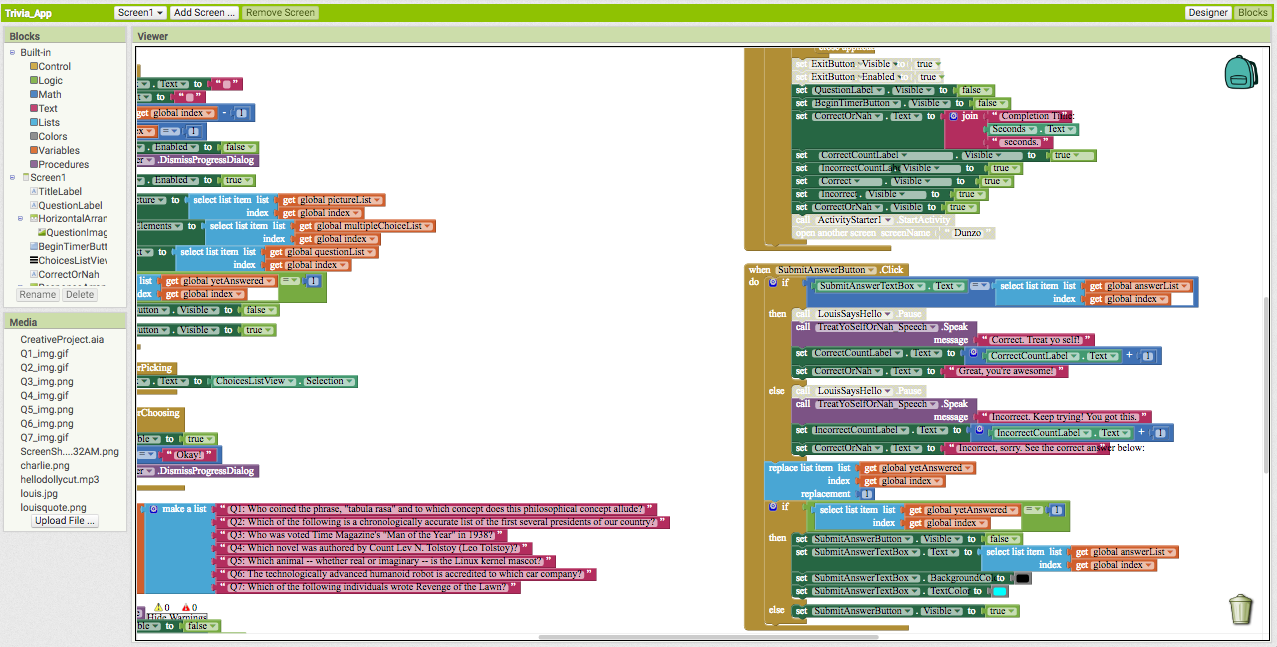 Trivia_App Screen1 Add Screen ... Remove Screen Designer Blocks
Blocks
Built-in
Control
Logic
Math
Text
Lists
Colors
Variables
Procedures
Screen1
TitleLabel
QuestionLabel
HorizontalArran
QuestionImag
BeginTimerButt
ChoicesListView
CorrectOrNah
Rename Delete
Media
CreativeProject.aia
Q1_img.gif
Q2_img.gif
Q3_img.png
Q4_img.gif
Q5_img.png
Q6_img.png
Q7_img.gif
ScreenSh...32AM.png
charlie.png
hellodollycut.mp3
louis.jpg
louisquote.png
Upload File ...
Viewer
Text to " "
to " "
get global index - 1
= 1
Enabled to false
.DismissProgressDialog
Enabled to true
cture to select list item list get global pictureList
index get global index
Elements to select list item list get global multipleChoiceList
index get global index
to select list item list get global questionList
index get global index
list get global yetAnswered = 1
index get global index
utton . Visible to false
utton . Visible to true
rPicking
. Text to ChoicesListView . Selection
rChoosing
ble to true
= " Okay! "
.DismissProgressDialog
make a list " Q1: Who coined the phrase, "tabula rasa" and to which concept does this philosophical concept allude? "
" Q2: Which of the following is a chronologically accurate list of the first several presidents of our country? "
" Q3: Who was voted Time Magazine's "Man of the Year" in 1938? "
" Q4: Which novel was authored by Count Lev N. Tolstoy (Leo Tolstoy)? "
" Q5: Which animal -- whether real or imaginary -- is the Linux kernel mascot? "
" Q6: The technologically advanced humanoid robot is accredited to which car company? "
" Q7: Which of the following individuals wrote Revenge of the Lawn? "
0 0
Hide Warnings
ble to false
set ExitButton . Visible to true
set ExitButton . Enabled to true
set QuestionLabel . Visible to false
set BeginTimerButton . Visible to false
set CorrectOrNah . Text to join " Completion Time:
Seconds . Text
" seconds. "
set CorrectCountLabel . Visible to true
set IncorrectCountLab Visible to true
set Correct . Visible to true
set Incorrect . Visible to true
set CorrectOrNah . Visible to true
call ActivityStarter1 .StartActivity
open another screen screenName " Dunzo "
when SubmitAnswerButton .Click
do if SubmitAnswerTextBox . Text = select list item list get global answerList
index get global index
then call LouisSaysHello .Pause
call TreatYoSelfOrNah_Speech .Speak
message " Correct. Treat yo self! "
set CorrectCountLabel . Text to CorrectCountLabel . Text + 1
set CorrectOrNah . Text to " Great, you're awesome! "
else call LouisSaysHello .Pause
call TreatYoSelfOrNah_Speech .Speak
message " Incorrect. Keep trying! You got this. "
set IncorrectCountLabel . Text to IncorrectCountLabel . Text + 1
set CorrectOrNah . Text to " Incorrect, sorry. See the correct answer below:
replace list item list get global yetAnswered
index get global index
replacement 1
if select list item list get global yetAnswered = 1
index get global index
then set SubmitAnswerButton . Visible to false
set SubmitAnswerTextBox . Text to select list item list get global answerList
index get global index
set SubmitAnswerTextBox . BackgroundCo to
set SubmitAnswerTextBox . TextColor to
else set SubmitAnswerButton . Visible to true